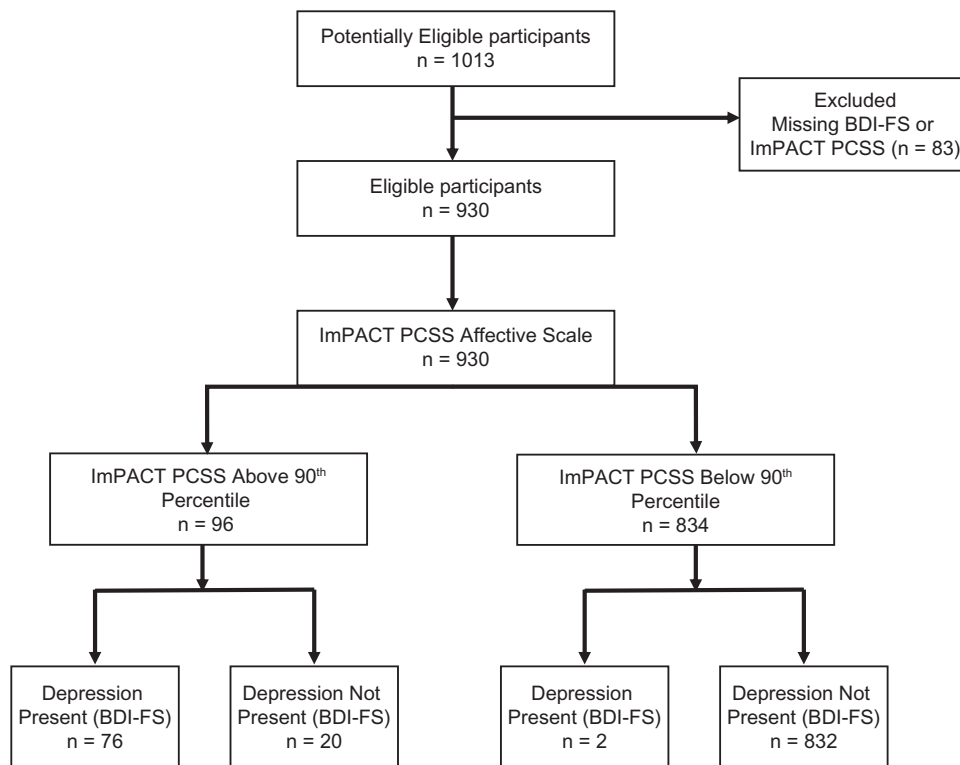 Potentially Eligible participants
n = 1013
Excluded
Missing BDI-FS or
ImPACT PCSS (n = 83)
Eligible participants
n = 930
ImPACT PCSS Affective Scale
n = 930
ImPACT PCSS Above 90th
Percentile
n = 96
ImPACT PCSS Below 90th
Percentile
n = 834
Depression
Present (BDI-FS)
n = 76
Depression Not
Present (BDI-FS)
n = 20
Depression
Present (BDI-FS)
n = 2
Depression Not
Present (BDI-FS)
n = 832